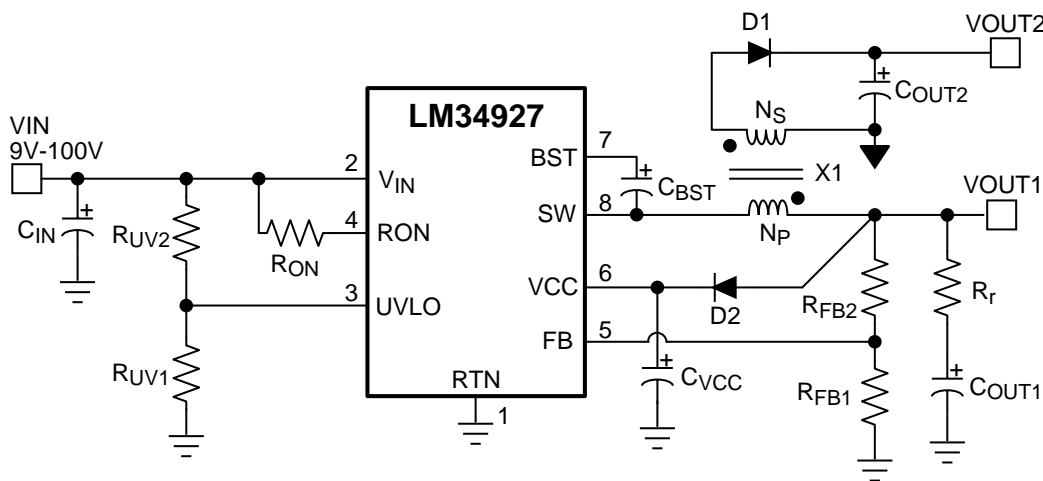 D1
VOUT2
+
COUT2
NS
X1
LM34927
VIN
9V-100V
2
VIN
BST
7
+
CBST
VOUT1
SW
8
NP
+
CIN
RUV2
RON
4
RON
3
UVLO
VCC
6
D2
RFB2
Rr
FB
5
RUV1
RTN
1
+
CVCC
RFB1
+
COUT1